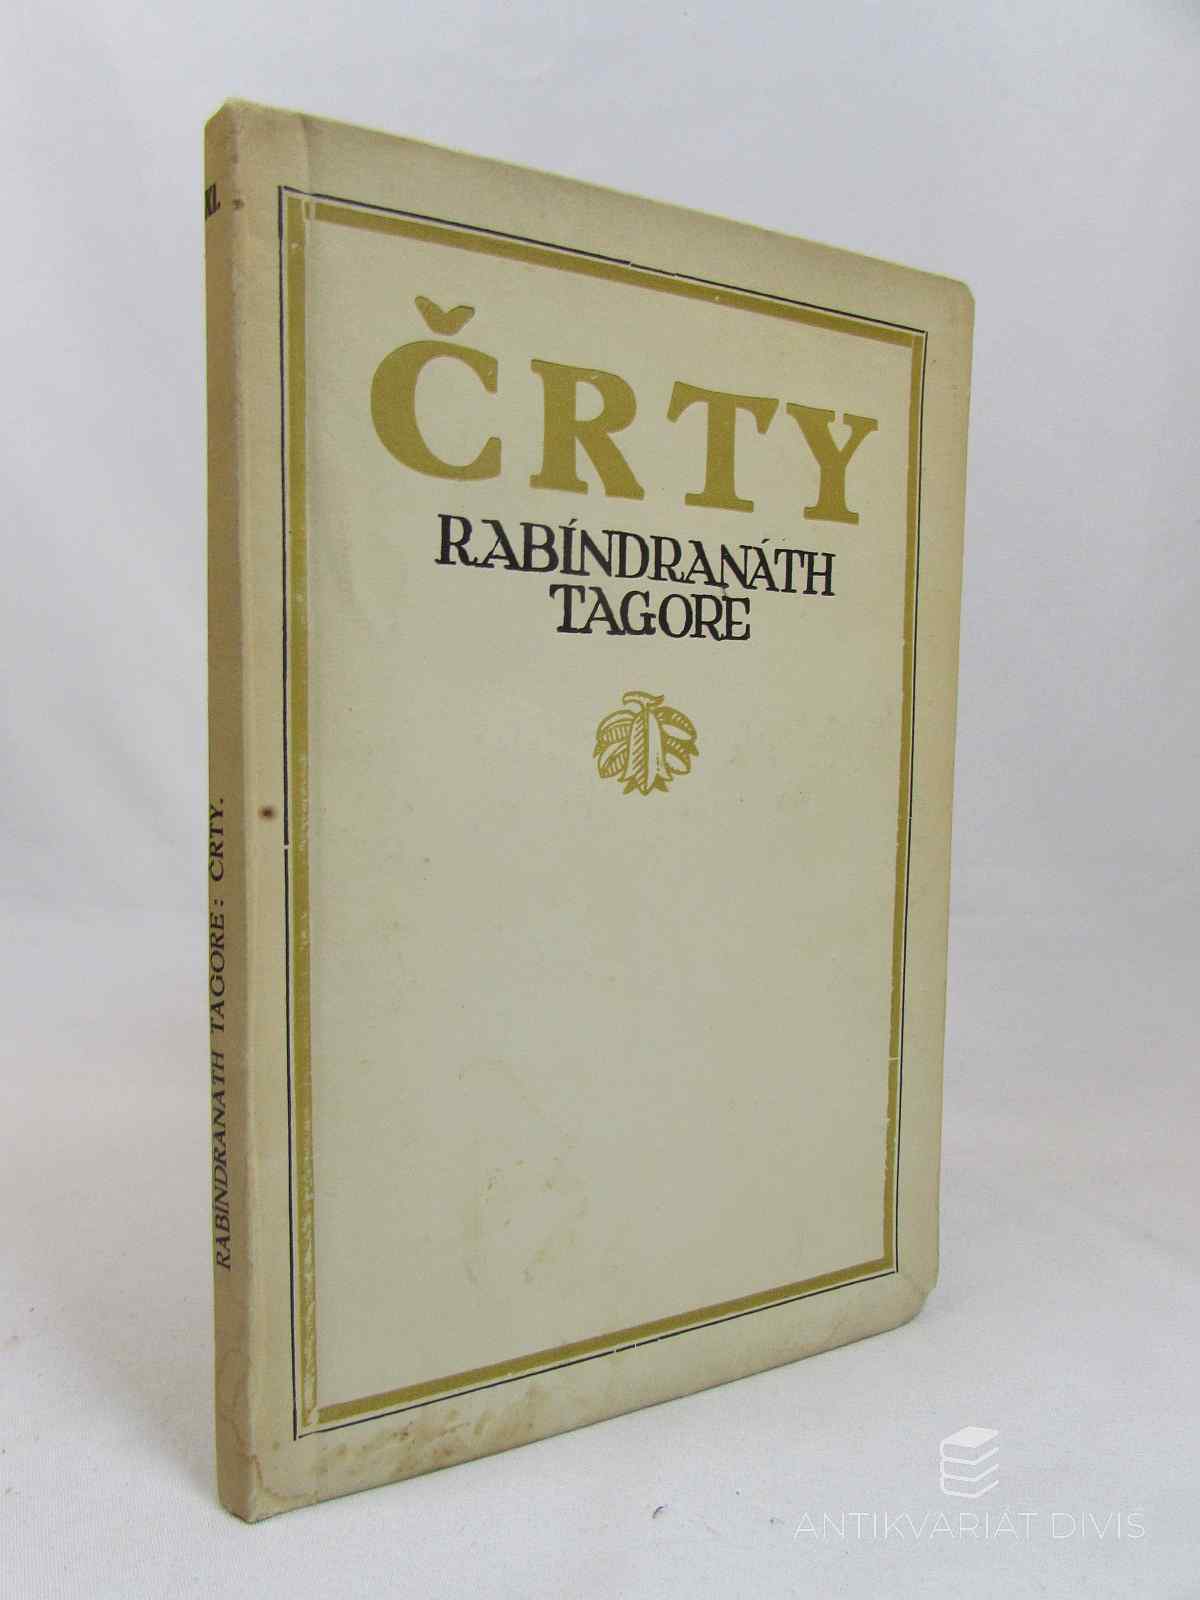 ČRTY
RABÍNDRANÁTH
TAGORE
RABÍNDRANÁTH TAGORE: ČRTY.
ANTIKVARIÁT DIVIŠ